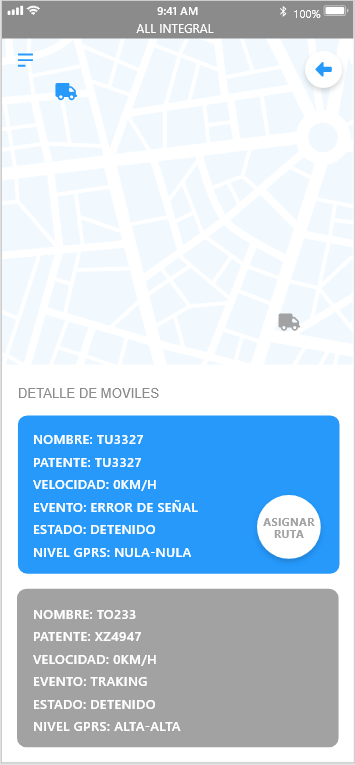 9:41 AM
100%
ALL INTEGRAL
DETALLE DE MOVILES
NOMBRE: TU3327
PATENTE: TU3327
VELOCIDAD: 0KM/H
EVENTO: ERROR DE SEÑAL
ESTADO: DETENIDO
NIVEL GPRS: NULA-NULA
ASIGNAR
RUTA
NOMBRE: TO233
PATENTE: XZ4947
VELOCIDAD: 0KM/H
EVENTO: TRAKING
ESTADO: DETENIDO
NIVEL GPRS: ALTA-ALTA